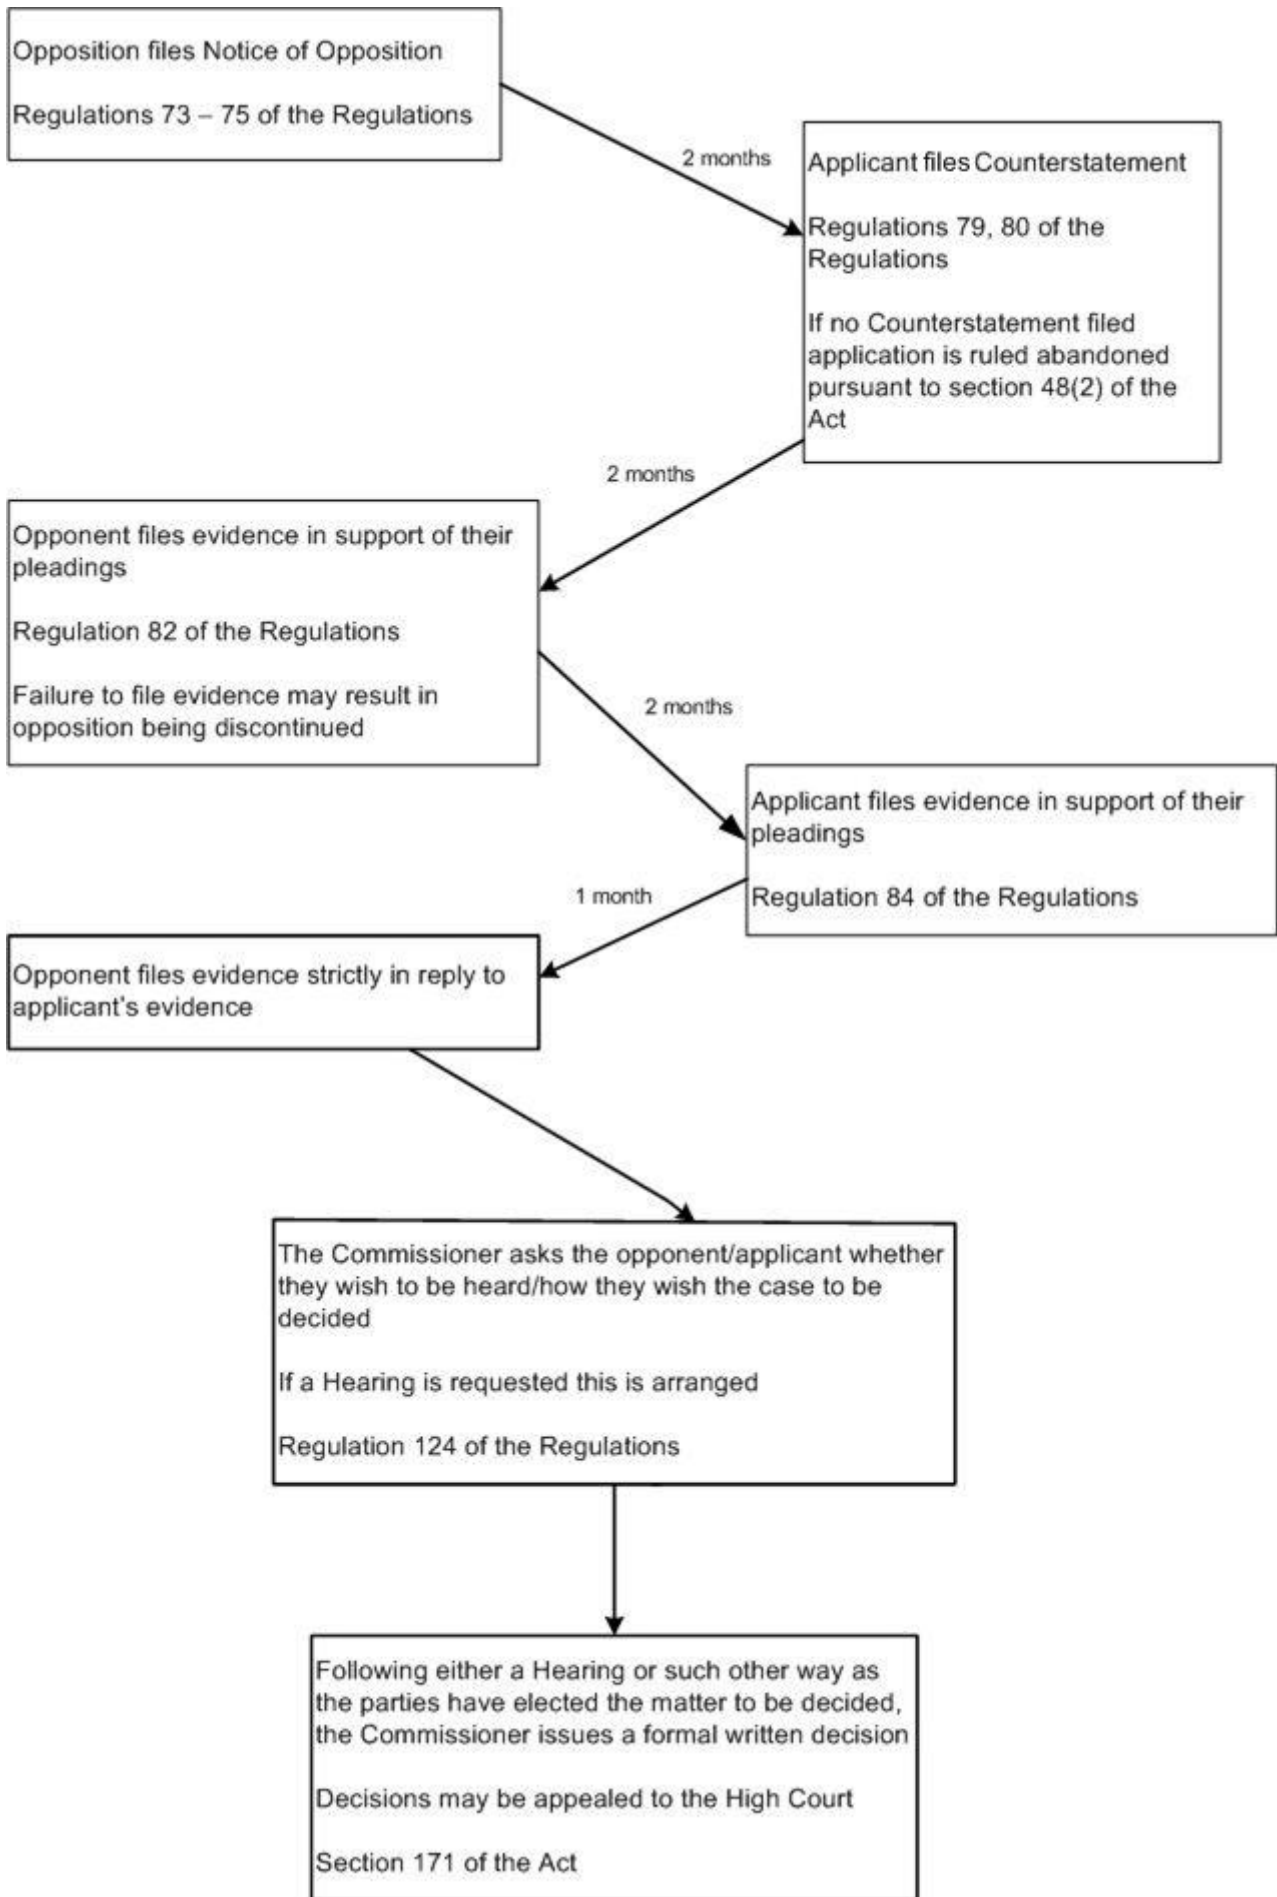 Opposition files Notice of Opposition
Regulations 73 – 75 of the Regulations
2 months
Applicant files Counterstatement
Regulations 79, 80 of the
Regulations
If no Counterstatement filed
application is ruled abandoned
pursuant to section 48(2) of the
Act
2 months
Opponent files evidence in support of their
pleadings
Regulation 82 of the Regulations
Failure to file evidence may result in
opposition being discontinued
2 months
Applicant files evidence in support of their
pleadings
Regulation 84 of the Regulations
1 month
Opponent files evidence strictly in reply to
applicant's evidence
The Commissioner asks the opponent/applicant whether
they wish to be heard/how they wish the case to be
decided
If a Hearing is requested this is arranged
Regulation 124 of the Regulations
Following either a Hearing or such other way as
the parties have elected the matter to be decided,
the Commissioner issues a formal written decision
Decisions may be appealed to the High Court
Section 171 of the Act